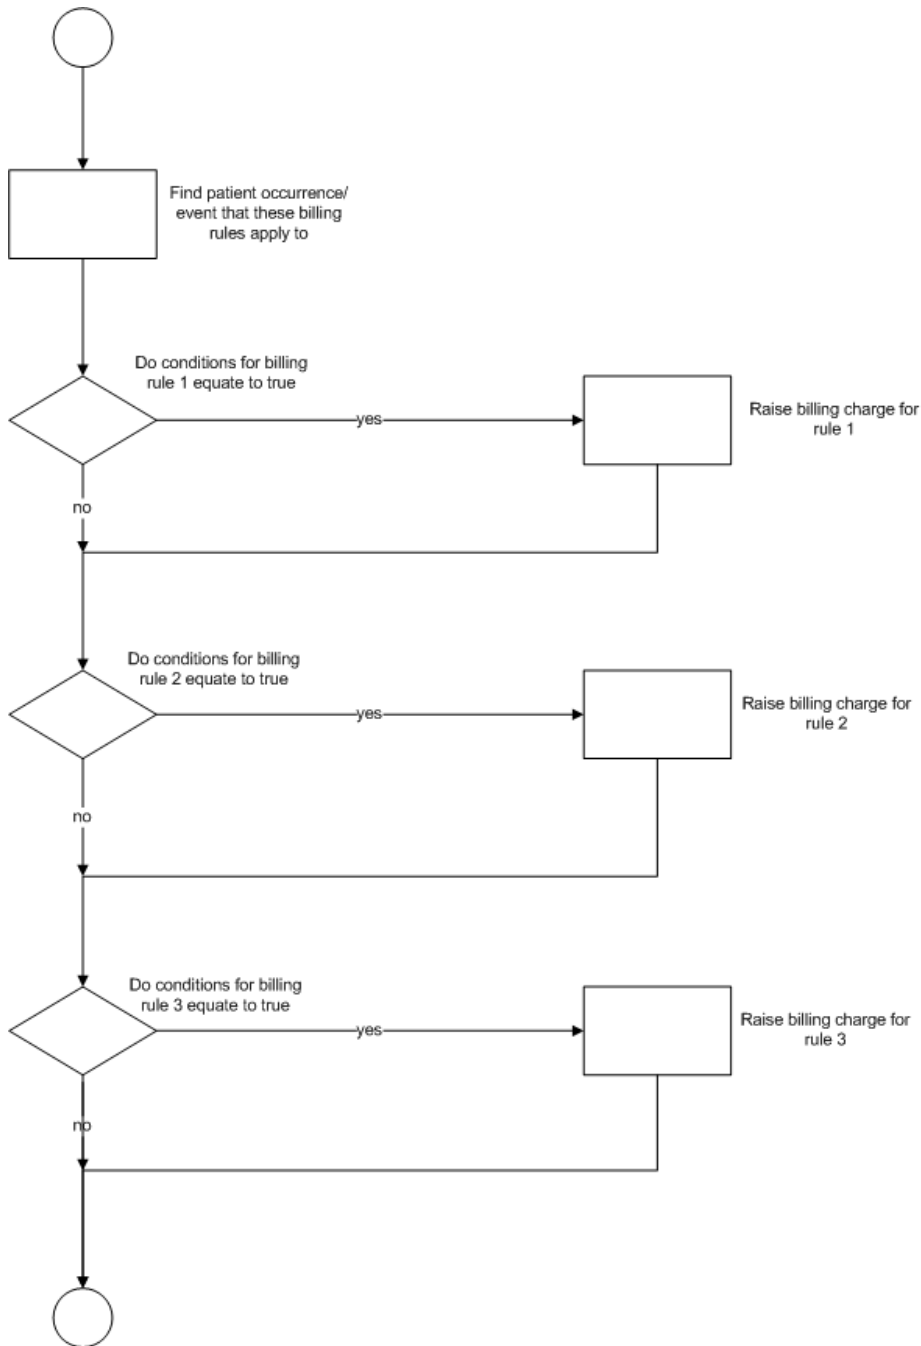 Find patient occurrence/
event that these billing
rules apply to
Do conditions for billing
rule 1 equate to true
yes
Raise billing charge for
rule 1
no
Do conditions for billing
rule 2 equate to true
yes
Raise billing charge for
rule 2
no
Do conditions for billing
rule 3 equate to true
yes
Raise billing charge for
rule 3
no